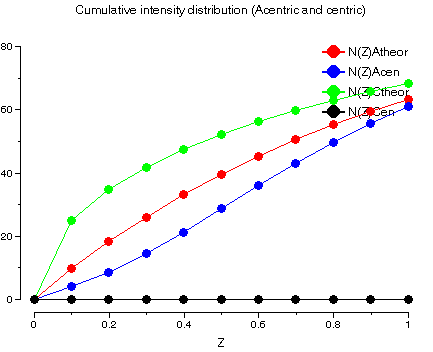 Cumulative intensity distribution (Acentric and centric)
80
60
40
20
0
N(Z)Atheor
N(Z)Acen
N(Z)Ctheor
N(Z)Cen
0 0.2 0.4 0.6 0.8 1
Z